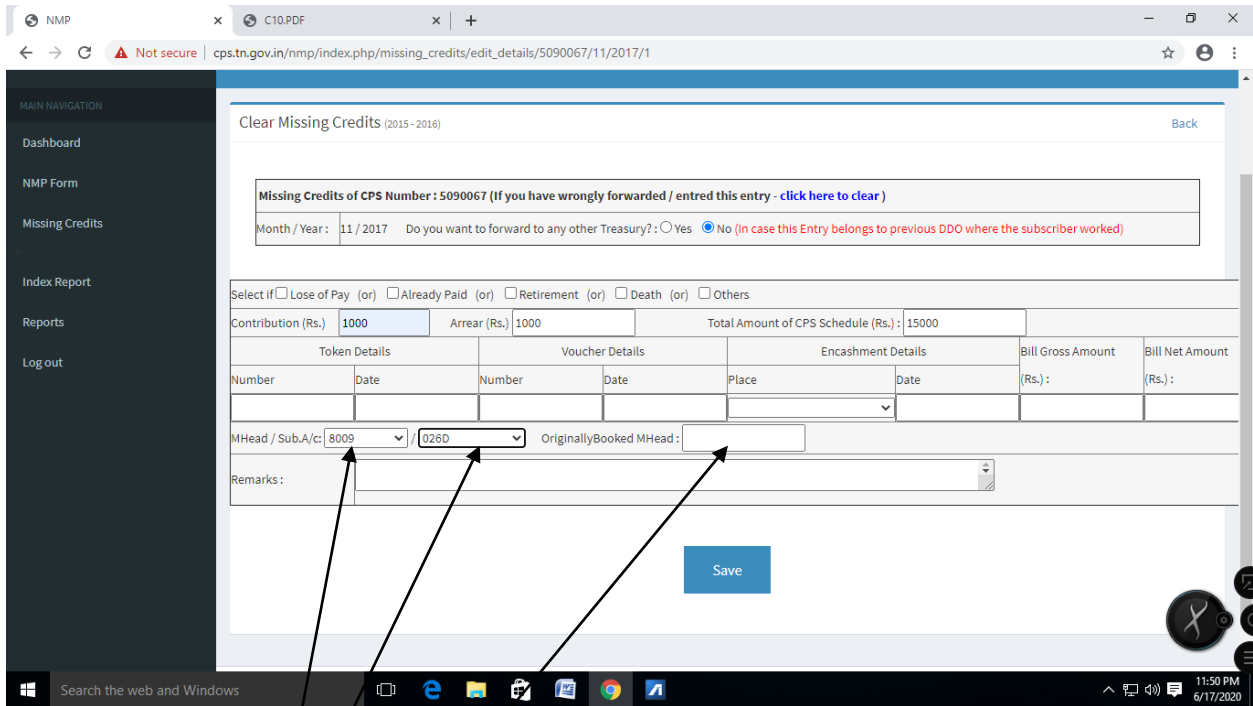 NMP
C10.PDF
Not secure | cps.tn.gov.in/nmp/index.php/missing_credits/edit_details/5090067/11/2017/1
MAIN NAVIGATION
Dashboard
NMP Form
Missing Credits
Index Report
Reports
Log out
Clear Missing Credits (2015 - 2016)
Back
Missing Credits of CPS Number : 5090067 (If you have wrongly forwarded / entred this entry - click here to clear )
Month / Year : 11 / 2017 Do you want to forward to any other Treasury? : Yes No (In case this Entry belongs to previous DDO where the subscriber worked)
Select if Lose of Pay (or) Already Paid (or) Retirement (or) Death (or) Others
Contribution (Rs.) 1000 Arrear (Rs.) 1000 Total Amount of CPS Schedule (Rs.) : 15000
Token Details Voucher Details Encashment Details Bill Gross Amount Bill Net Amount
Number Date Number Date Place Date (Rs.) : (Rs.) :
MHead / Sub.A/c: 8009 / 026D OriginallyBooked MHead :
Remarks :
Save
Search the web and Windows
11:50 PM
6/17/2020